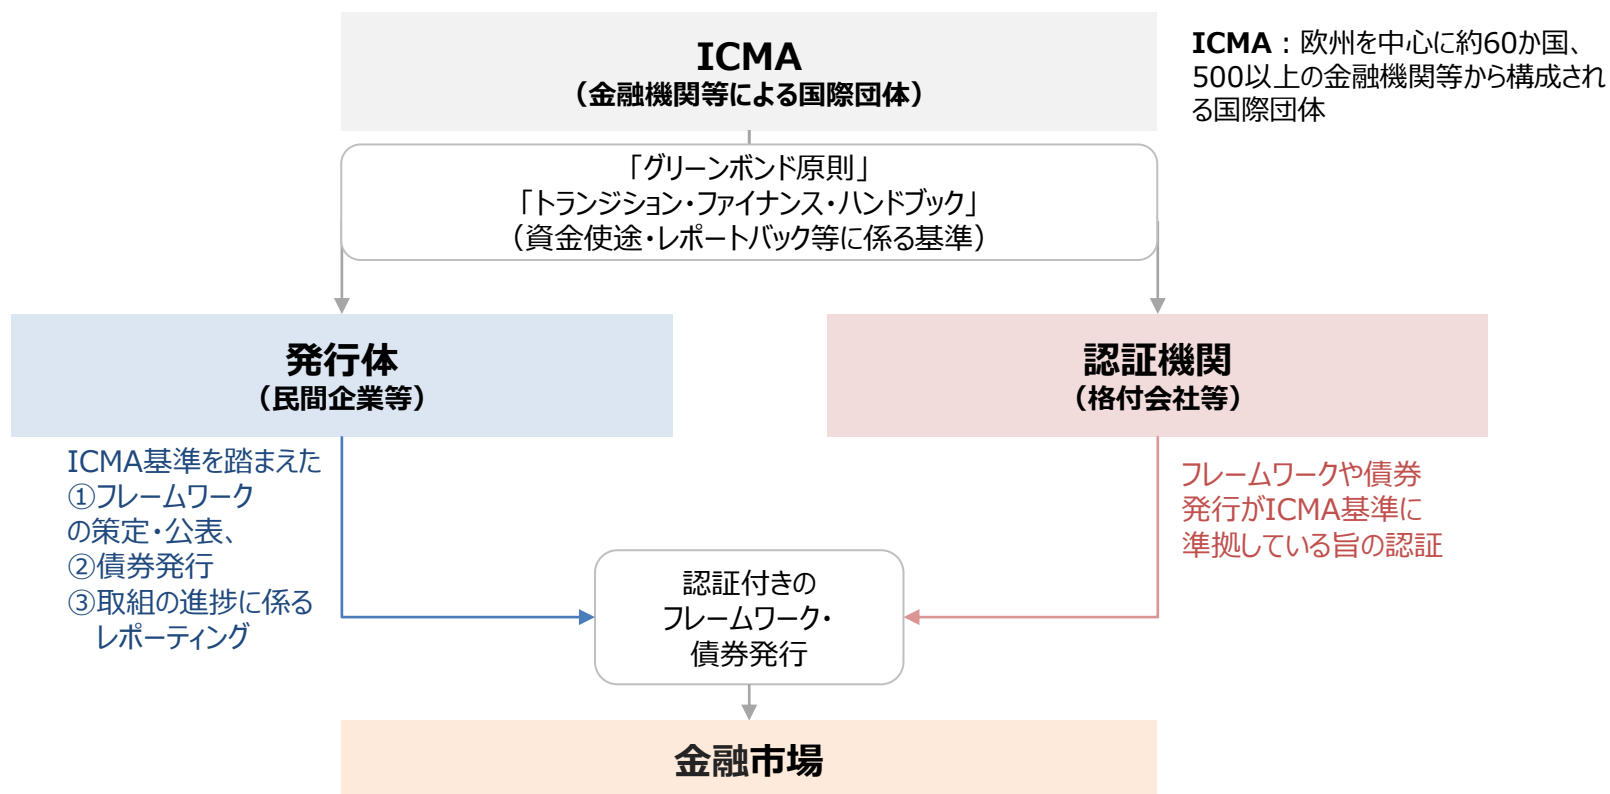 ICMA
（金融機関等による国際団体）
ICMA：欧州を中心に約60か国、
500以上の金融機関等から構成され
る国際団体
「グリーンボンド原則」
「トランジション・ファイナンス・ハンドブック」
（資金使途・レポートバック等に係る基準）
発行体
（民間企業等）
認証機関
（格付会社等）
ICMA基準を踏まえた
①フレームワーク
の策定・公表、
②債券発行
③取組の進捗に係る
レポーティング
フレームワークや債券
発行がICMA基準に
準拠している旨の認証
認証付きの
フレームワーク・
債券発行
金融市場